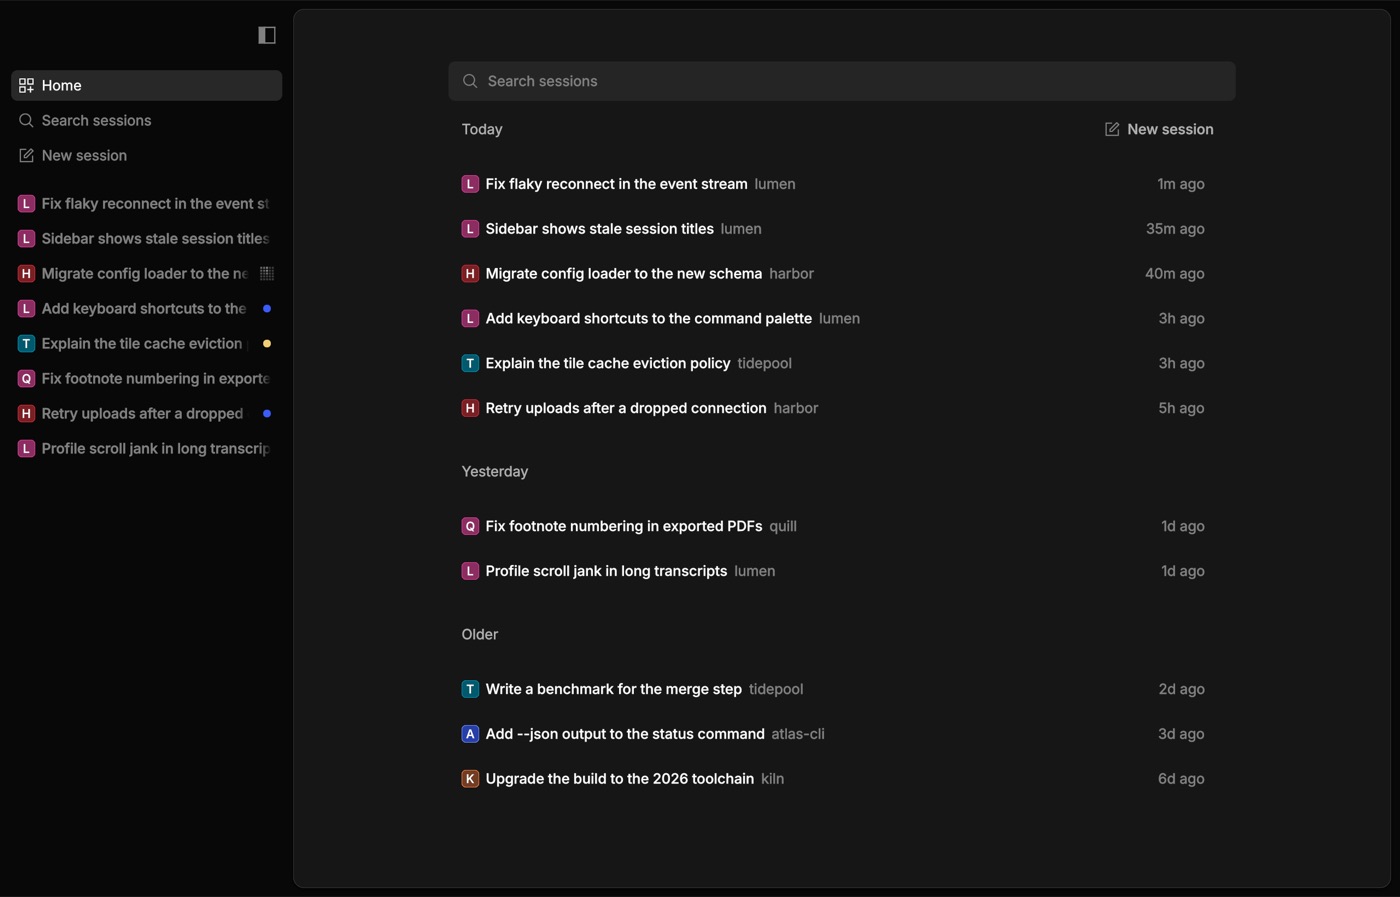 Home
Search sessions
New session
L Fix flaky reconnect in the event st
L Sidebar shows stale session titles
H Migrate config loader to the ne
L Add keyboard shortcuts to the
T Explain the tile cache eviction
Q Fix footnote numbering in exporte
H Retry uploads after a dropped
L Profile scroll jank in long transcrip
Search sessions
Today New session
L Fix flaky reconnect in the event stream lumen 1m ago
L Sidebar shows stale session titles lumen 35m ago
H Migrate config loader to the new schema harbor 40m ago
L Add keyboard shortcuts to the command palette lumen 3h ago
T Explain the tile cache eviction policy tidepool 3h ago
H Retry uploads after a dropped connection harbor 5h ago
Yesterday
Q Fix footnote numbering in exported PDFs quill 1d ago
L Profile scroll jank in long transcripts lumen 1d ago
Older
T Write a benchmark for the merge step tidepool 2d ago
A Add --json output to the status command atlas-cli 3d ago
K Upgrade the build to the 2026 toolchain kiln 6d ago